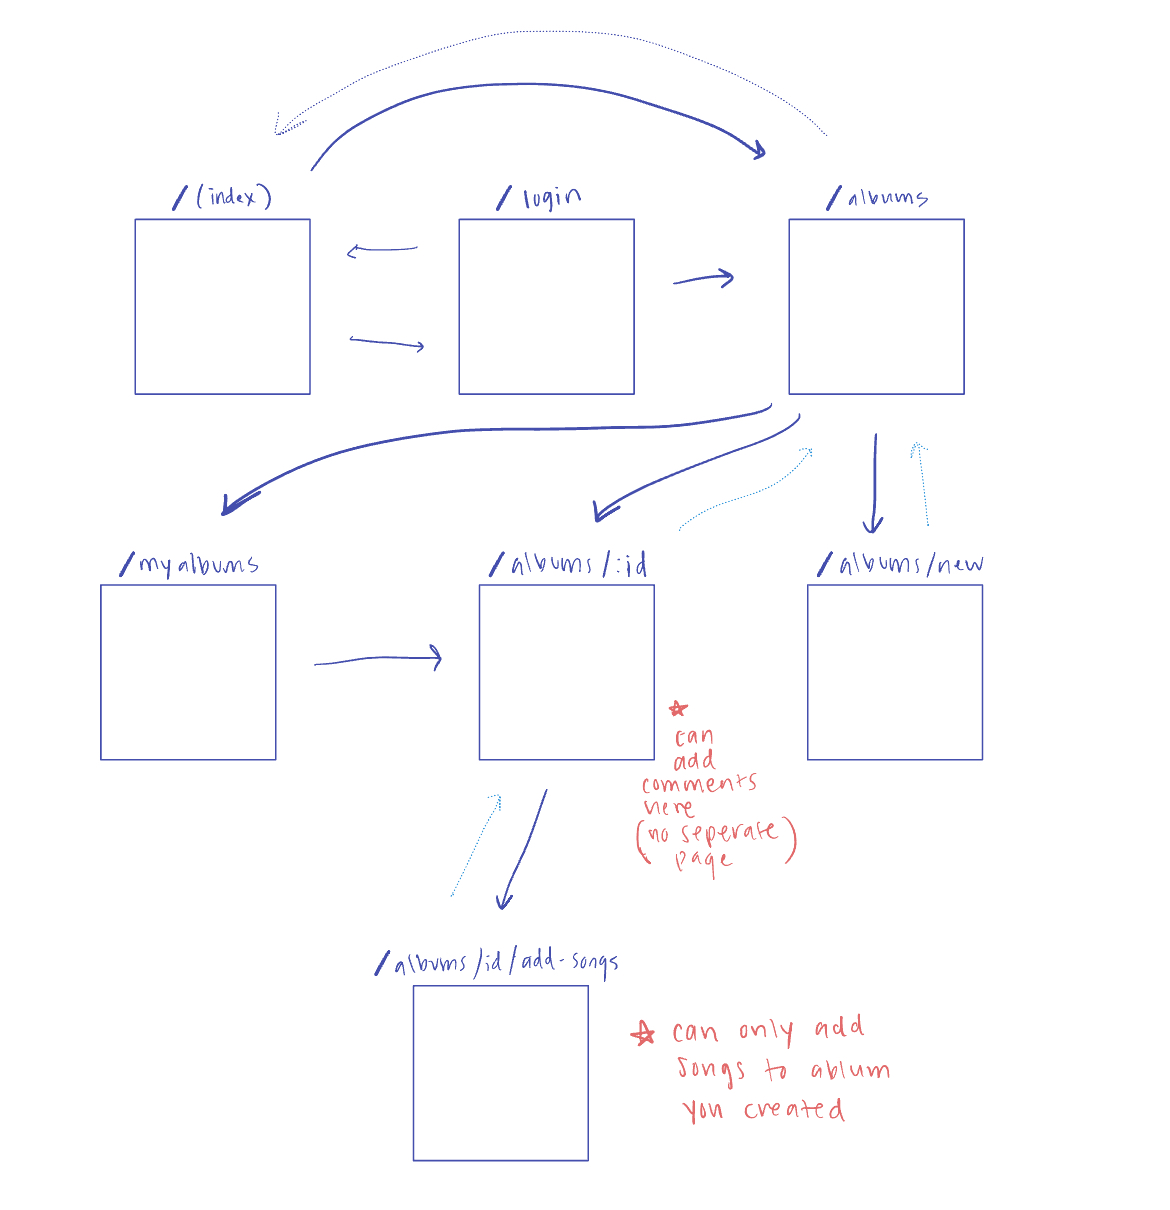 /(index)
/login
/albums
/myalbums
/albums/:id
/albums/new
can
add
comments
here
(no seperate
page)
/albums/id/add-songs
can only add
songs to ablum
you created